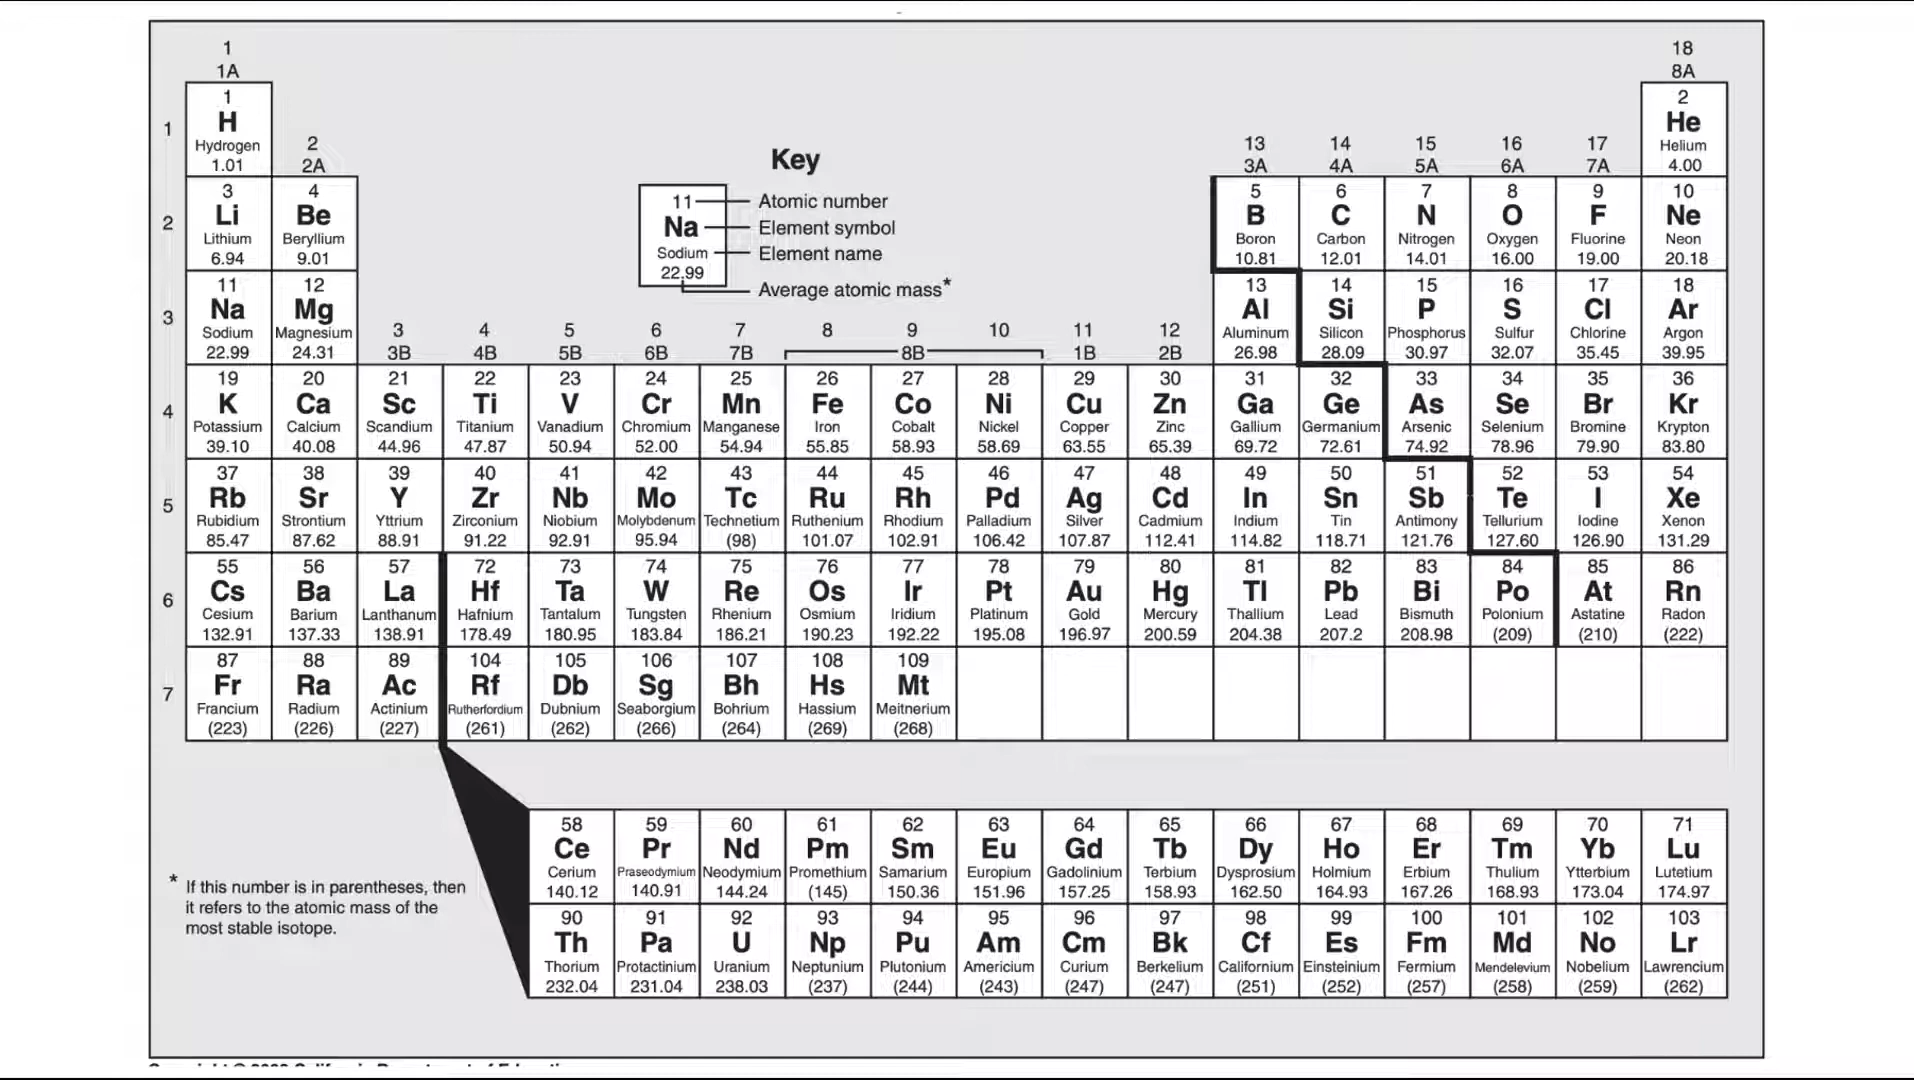 1 18
1A 8A
1 2
H He
1 Hydrogen 2 Key 13 14 15 16 17 Helium
1.01 2A 3A 4A 5A 6A 7A 4.00
3 4 11 Atomic number 5 6 7 8 9 10
2 Li Be Na Element symbol B C N O F Ne
Lithium Beryllium Sodium Element name Boron Carbon Nitrogen Oxygen Fluorine Neon
6.94 9.01 22.99 10.81 12.01 14.01 16.00 19.00 20.18
11 12 Average atomic mass* 13 14 15 16 17 18
3 Na Mg Al Si P S Cl Ar
Sodium Magnesium 3 4 5 6 7 8 9 10 11 12 Aluminum Silicon Phosphorus Sulfur Chlorine Argon
22.99 24.31 3B 4B 5B 6B 7B 8B 1B 2B 26.98 28.09 30.97 32.07 35.45 39.95
19 20 21 22 23 24 25 26 27 28 29 30 31 32 33 34 35 36
4 K Ca Sc Ti V Cr Mn Fe Co Ni Cu Zn Ga Ge As Se Br Kr
Potassium Calcium Scandium Titanium Vanadium Chromium Manganese Iron Cobalt Nickel Copper Zinc Gallium Germanium Arsenic Selenium Bromine Krypton
39.10 40.08 44.96 47.87 50.94 52.00 54.94 55.85 58.93 58.69 63.55 65.39 69.72 72.61 74.92 78.96 79.90 83.80
37 38 39 40 41 42 43 44 45 46 47 48 49 50 51 52 53 54
5 Rb Sr Y Zr Nb Mo Tc Ru Rh Pd Ag Cd In Sn Sb Te I Xe
Rubidium Strontium Yttrium Zirconium Niobium Molybdenum Technetium Ruthenium Rhodium Palladium Silver Cadmium Indium Tin Antimony Tellurium Iodine Xenon
85.47 87.62 88.91 91.22 92.91 95.94 (98) 101.07 102.91 106.42 107.87 112.41 114.82 118.71 121.76 127.60 126.90 131.29
55 56 57 72 73 74 75 76 77 78 79 80 81 82 83 84 85 86
6 Cs Ba La Hf Ta W Re Os Ir Pt Au Hg Tl Pb Bi Po At Rn
Cesium Barium Lanthanum Hafnium Tantalum Tungsten Rhenium Osmium Iridium Platinum Gold Mercury Thallium Lead Bismuth Polonium Astatine Radon
132.91 137.33 138.91 178.49 180.95 183.84 186.21 190.23 192.22 195.08 196.97 200.59 204.38 207.2 208.98 (209) (210) (222)
87 88 89 104 105 106 107 108 109
7 Fr Ra Ac Rf Db Sg Bh Hs Mt
Francium Radium Actinium Rutherfordium Dubnium Seaborgium Bohrium Hassium Meitnerium
(223) (226) (227) (261) (262) (266) (264) (269) (268)
58 59 60 61 62 63 64 65 66 67 68 69 70 71
Ce Pr Nd Pm Sm Eu Gd Tb Dy Ho Er Tm Yb Lu
Cerium Praseodymium Neodymium Promethium Samarium Europium Gadolinium Terbium Dysprosium Holmium Erbium Thulium Ytterbium Lutetium
140.12 140.91 144.24 (145) 150.36 151.96 157.25 158.93 162.50 164.93 167.26 168.93 173.04 174.97
90 91 92 93 94 95 96 97 98 99 100 101 102 103
Th Pa U Np Pu Am Cm Bk Cf Es Fm Md No Lr
Thorium Protactinium Uranium Neptunium Plutonium Americium Curium Berkelium Californium Einsteinium Fermium Mendelevium Nobelium Lawrencium
232.04 231.04 238.03 (237) (244) (243) (247) (247) (251) (252) (257) (258) (259) (262)
* If this number is in parentheses, then
it refers to the atomic mass of the
most stable isotope.